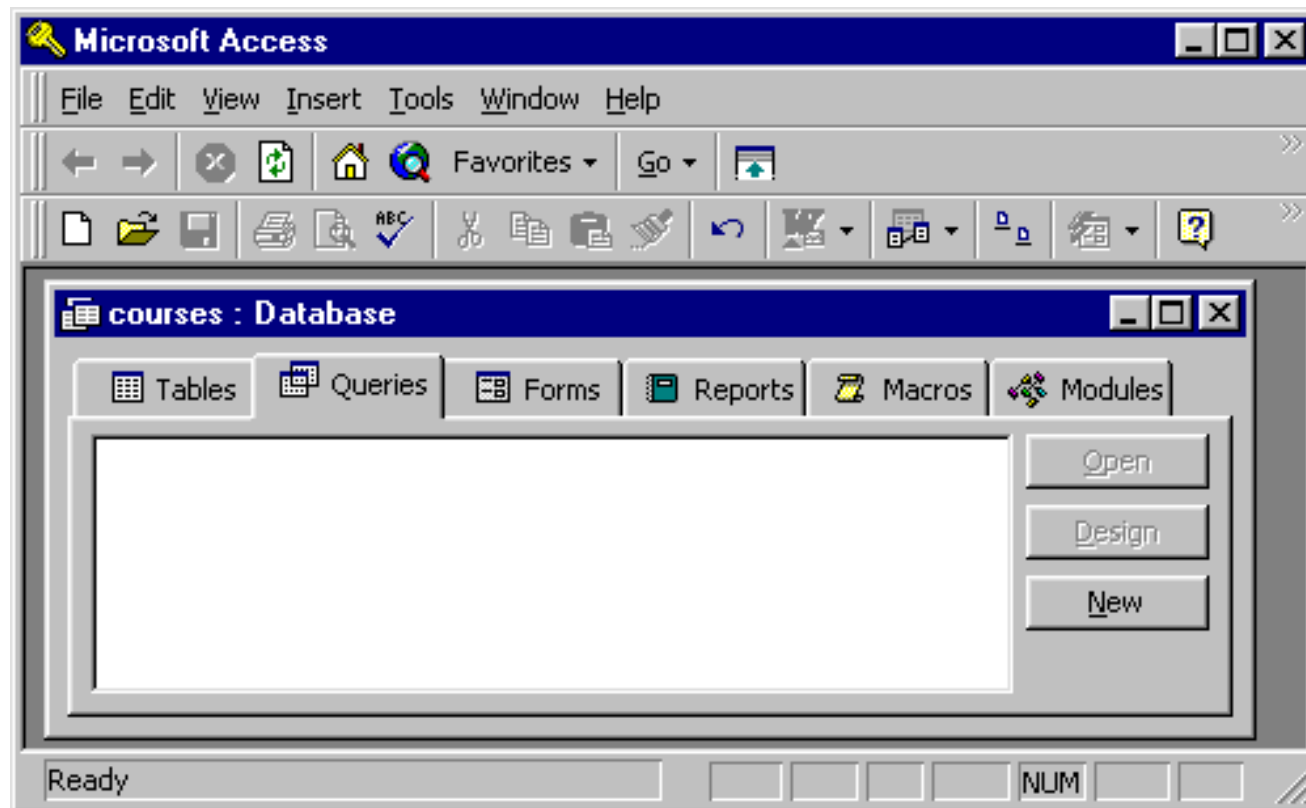 Microsoft Access
File Edit View Insert Tools Window Help
Favorites Go
ABC
courses : Database
Tables Queries Forms Reports Macros Modules
Open
Design
New
Ready NUM